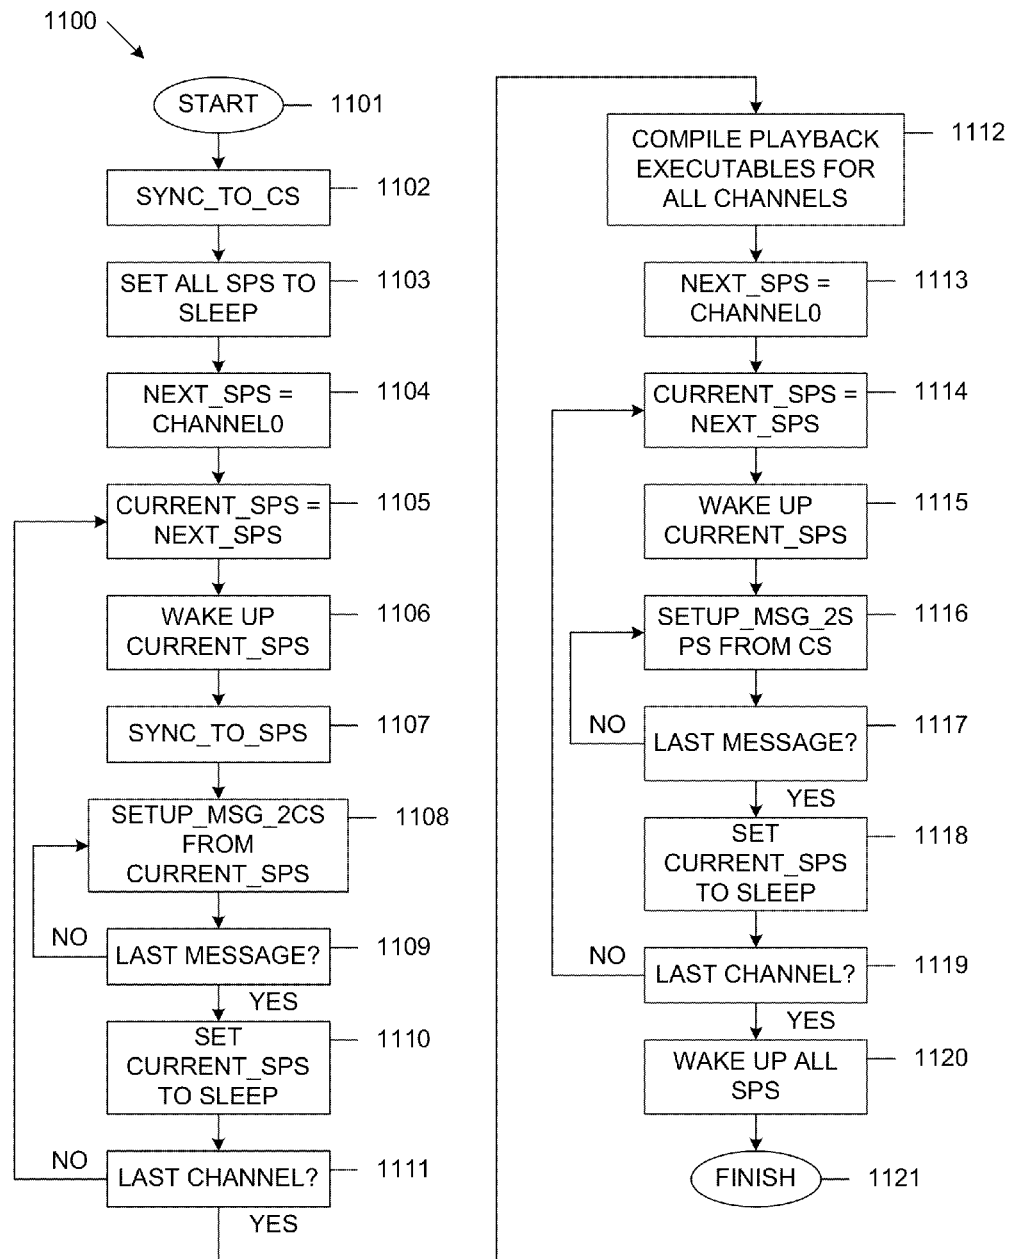 1100
START
1101
SYNC_TO_CS
1102
SET ALL SPS TO
SLEEP
1103
NEXT_SPS =
CHANNEL0
1104
CURRENT_SPS =
NEXT_SPS
1105
WAKE UP
CURRENT_SPS
1106
SYNC_TO_SPS
1107
SETUP_MSG_2CS
FROM
CURRENT_SPS
1108
LAST MESSAGE?
1109
NO
YES
SET
CURRENT_SPS
TO SLEEP
1110
LAST CHANNEL?
1111
NO
YES
COMPILE PLAYBACK
EXECUTABLES FOR
ALL CHANNELS
1112
NEXT_SPS =
CHANNEL0
1113
CURRENT_SPS =
NEXT_SPS
1114
WAKE UP
CURRENT_SPS
1115
SETUP_MSG_2S
PS FROM CS
1116
LAST MESSAGE?
1117
NO
YES
SET
CURRENT_SPS
TO SLEEP
1118
LAST CHANNEL?
1119
NO
YES
WAKE UP ALL
SPS
1120
FINISH
1121